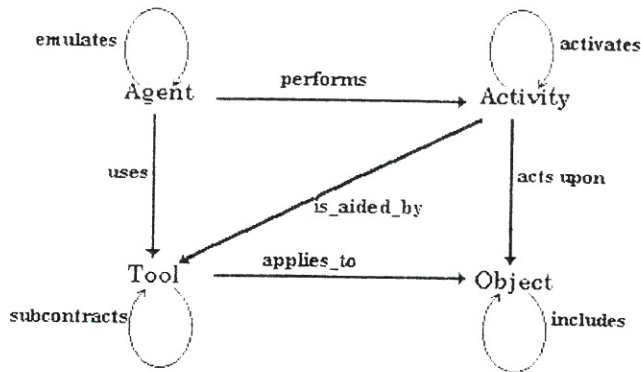 emulates
activates
performs
Agent
Activity
uses
acts upon
is_aided_by
applies_to
Tool
Object
subcontracts
includes